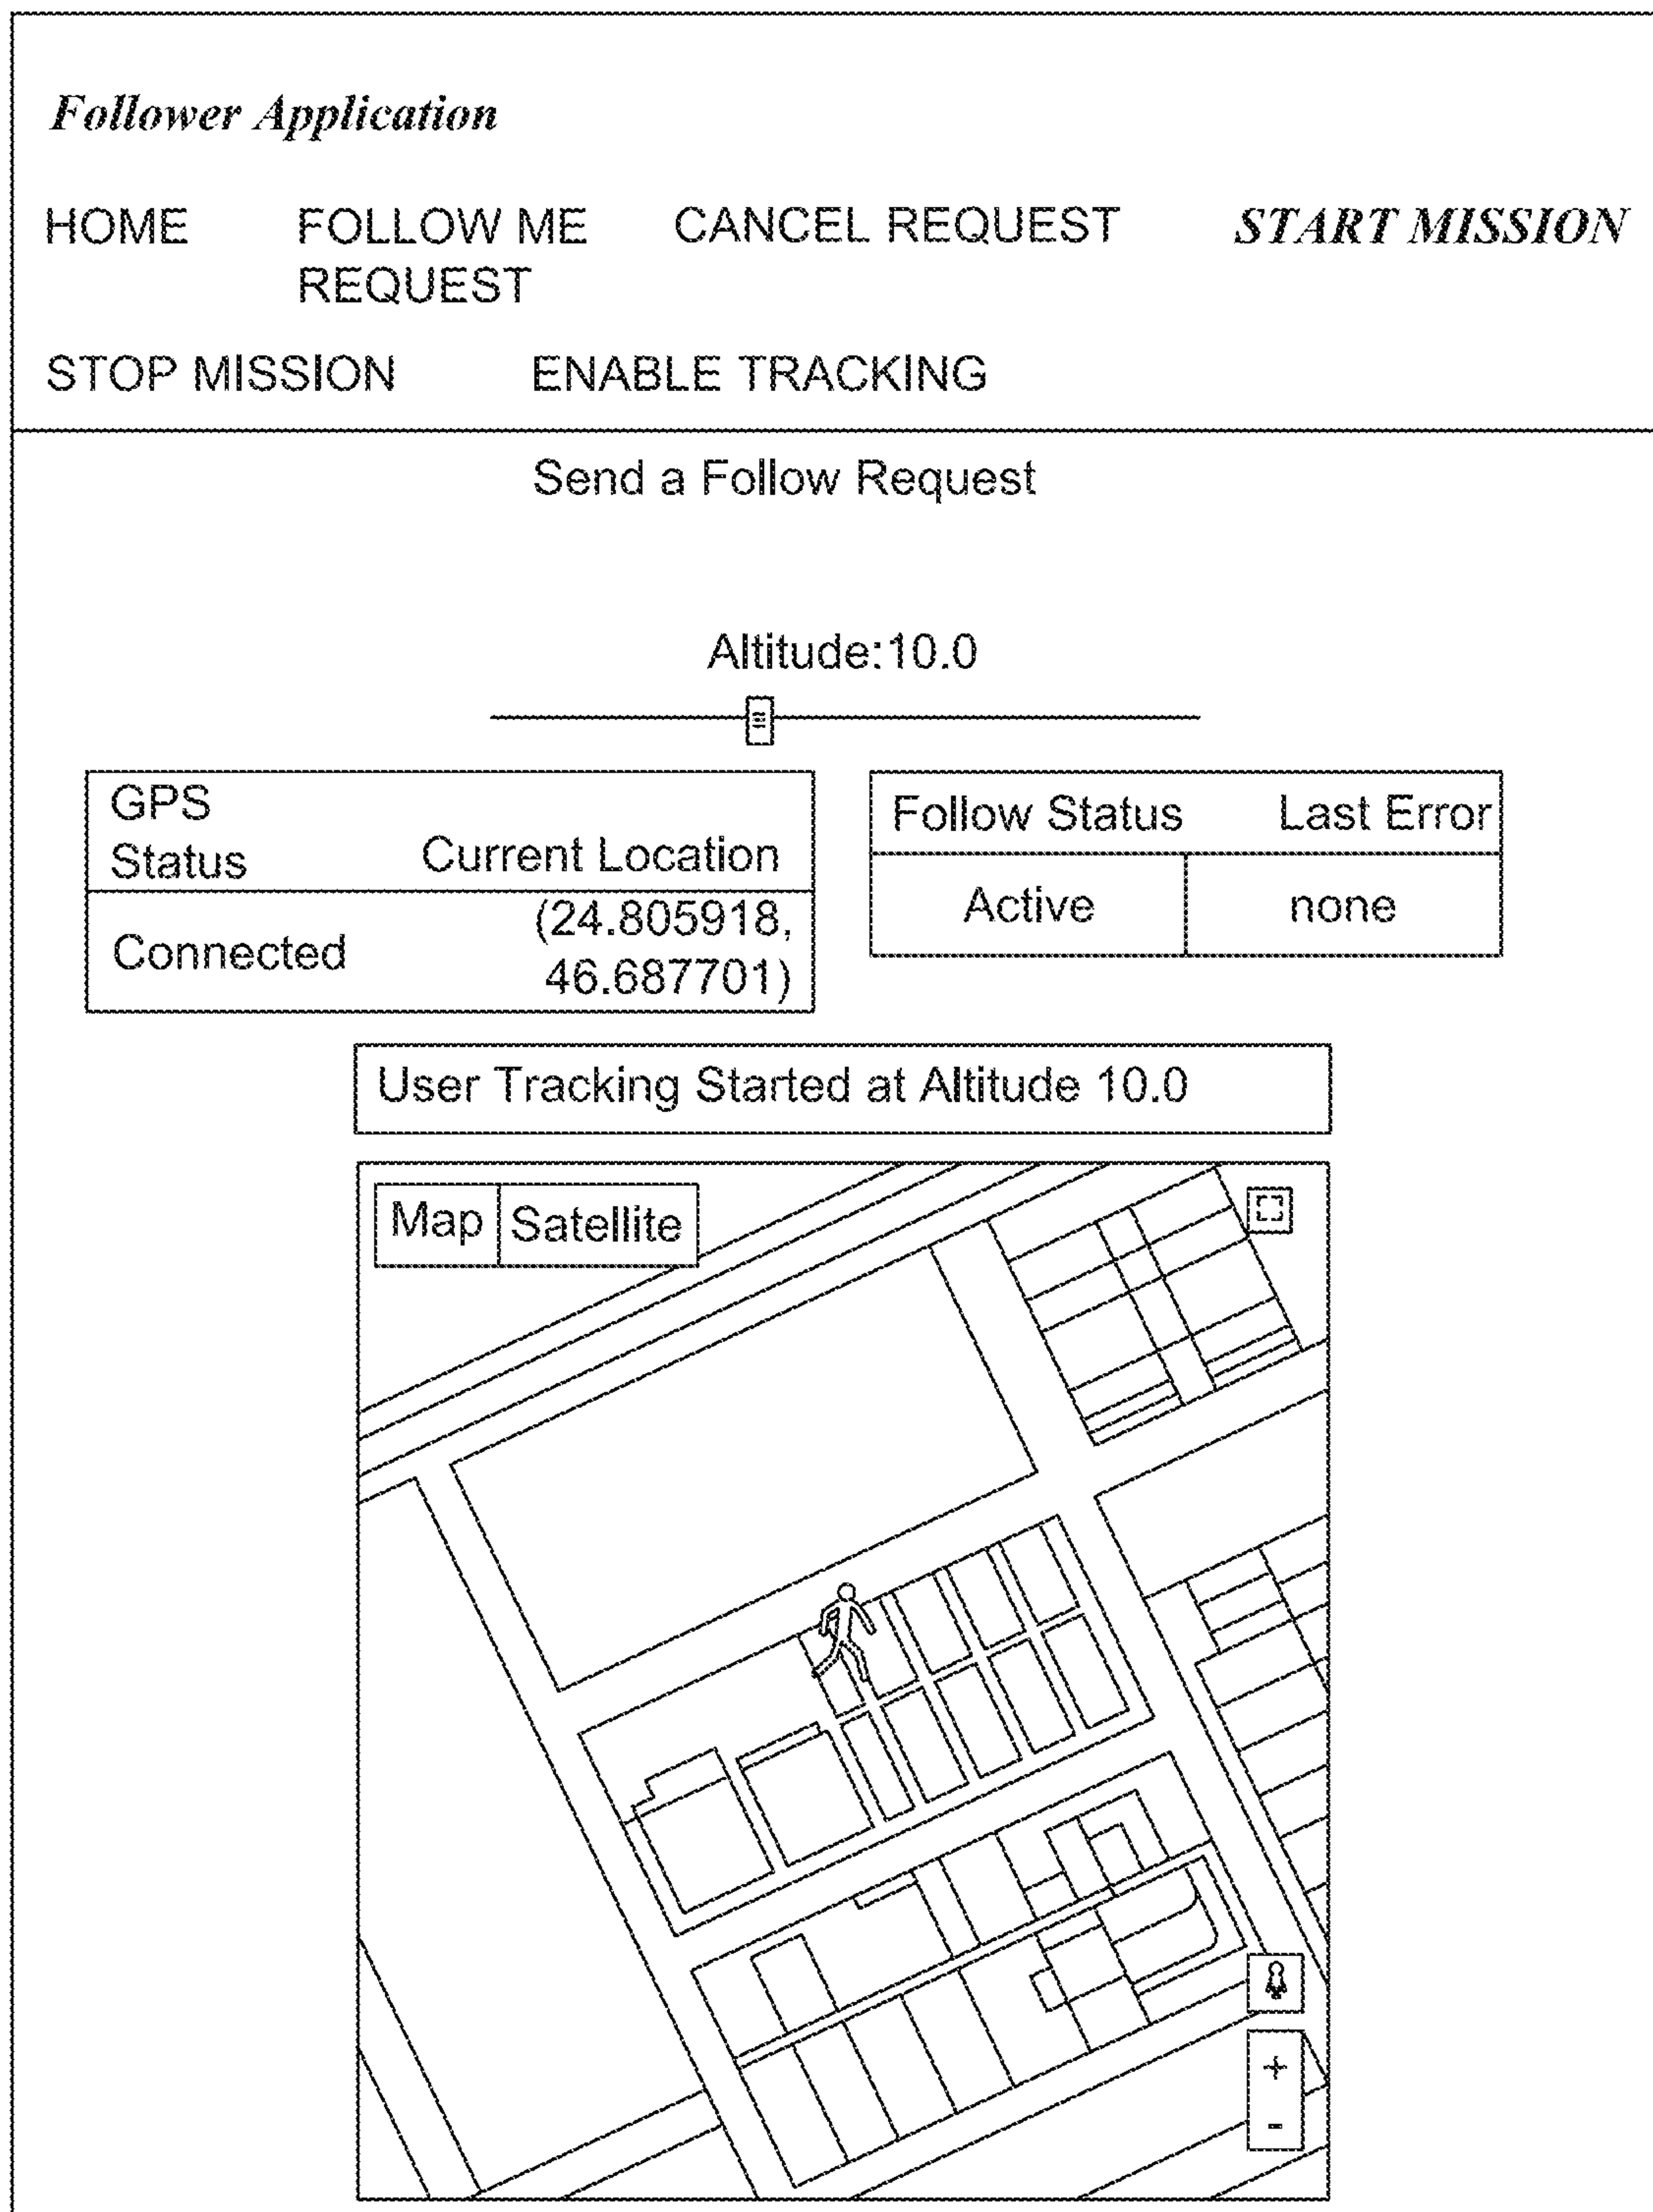 Follower Application
HOME FOLLOW ME CANCEL REQUEST START MISSION
REQUEST
STOP MISSION ENABLE TRACKING
Send a Follow Request
Altitude:10.0
GPS
Status Current Location
Connected (24.805918,
46.687701)
Follow Status Last Error
Active none
User Tracking Started at Altitude 10.0
Map Satellite
+
-